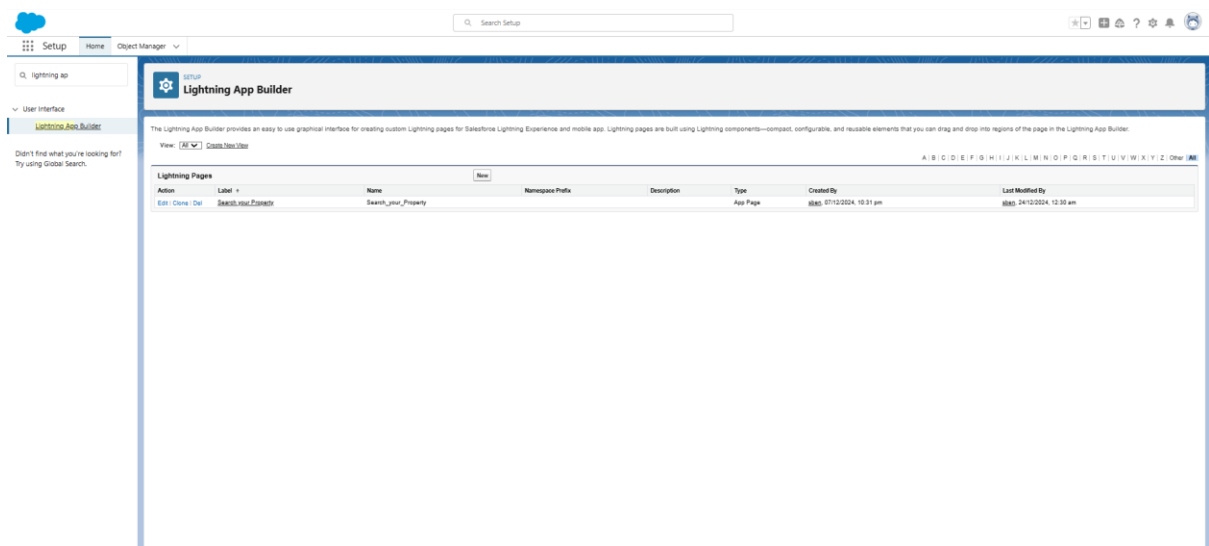 Search Setup
Setup Home Object Manager
lightning ap
User Interface
Lightning App Builder
Didn't find what you're looking for?
Try using Global Search.
SETUP
Lightning App Builder
The Lightning App Builder provides an easy to use graphical interface for creating custom Lightning pages for Salesforce Lightning Experience and mobile app. Lightning pages are built using Lightning components—compact, configurable, and reusable elements that you can drag and drop into regions of the page in the Lightning App Builder.
View: All Create New View
A | B | C | D | E | F | G | H | I | J | K | L | M | N | O | P | Q | R | S | T | U | V | W | X | Y | Z | Other | All
Lightning Pages New
Action Label Name Namespace Prefix Description Type Created By Last Modified By
Edit | Clone | Del Search your Property Search_your_Property App Page 07/12/2024, 10:31 pm 24/12/2024, 12:30 am